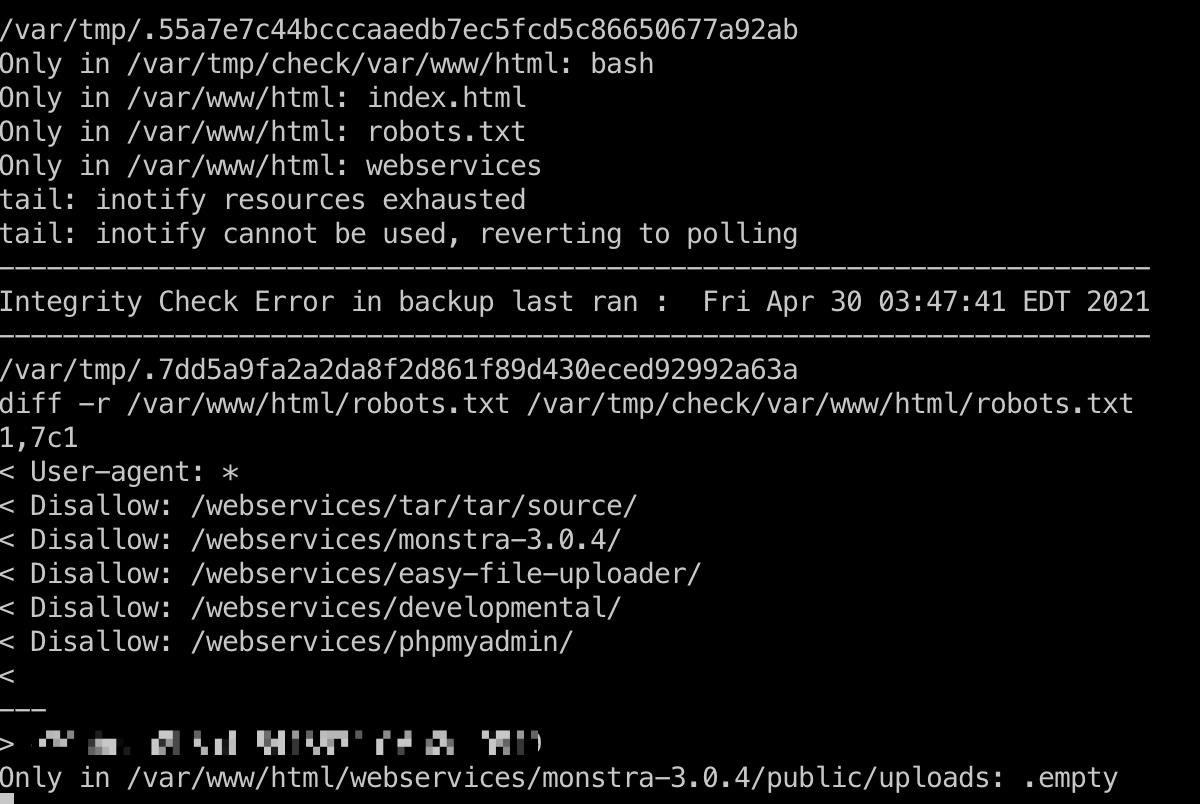 /var/tmp/.55a7e7c44bcccaaedb7ec5fcd5c86650677a92ab
Only in /var/tmp/check/var/www/html: bash
Only in /var/www/html: index.html
Only in /var/www/html: robots.txt
Only in /var/www/html: webservices
tail: inotify resources exhausted
tail: inotify cannot be used, reverting to polling
------------------------------------------------------------------------
Integrity Check Error in backup last ran :  Fri Apr 30 03:47:41 EDT 2021
------------------------------------------------------------------------
/var/tmp/.7dd5a9fa2a2da8f2d861f89d430eced92992a63a
diff -r /var/www/html/robots.txt /var/tmp/check/var/www/html/robots.txt
1,7c1
< User-agent: *
< Disallow: /webservices/tar/tar/source/
< Disallow: /webservices/monstra-3.0.4/
< Disallow: /webservices/easy-file-uploader/
< Disallow: /webservices/developmental/
< Disallow: /webservices/phpmyadmin/
<
---
>
Only in /var/www/html/webservices/monstra-3.0.4/public/uploads: .empty